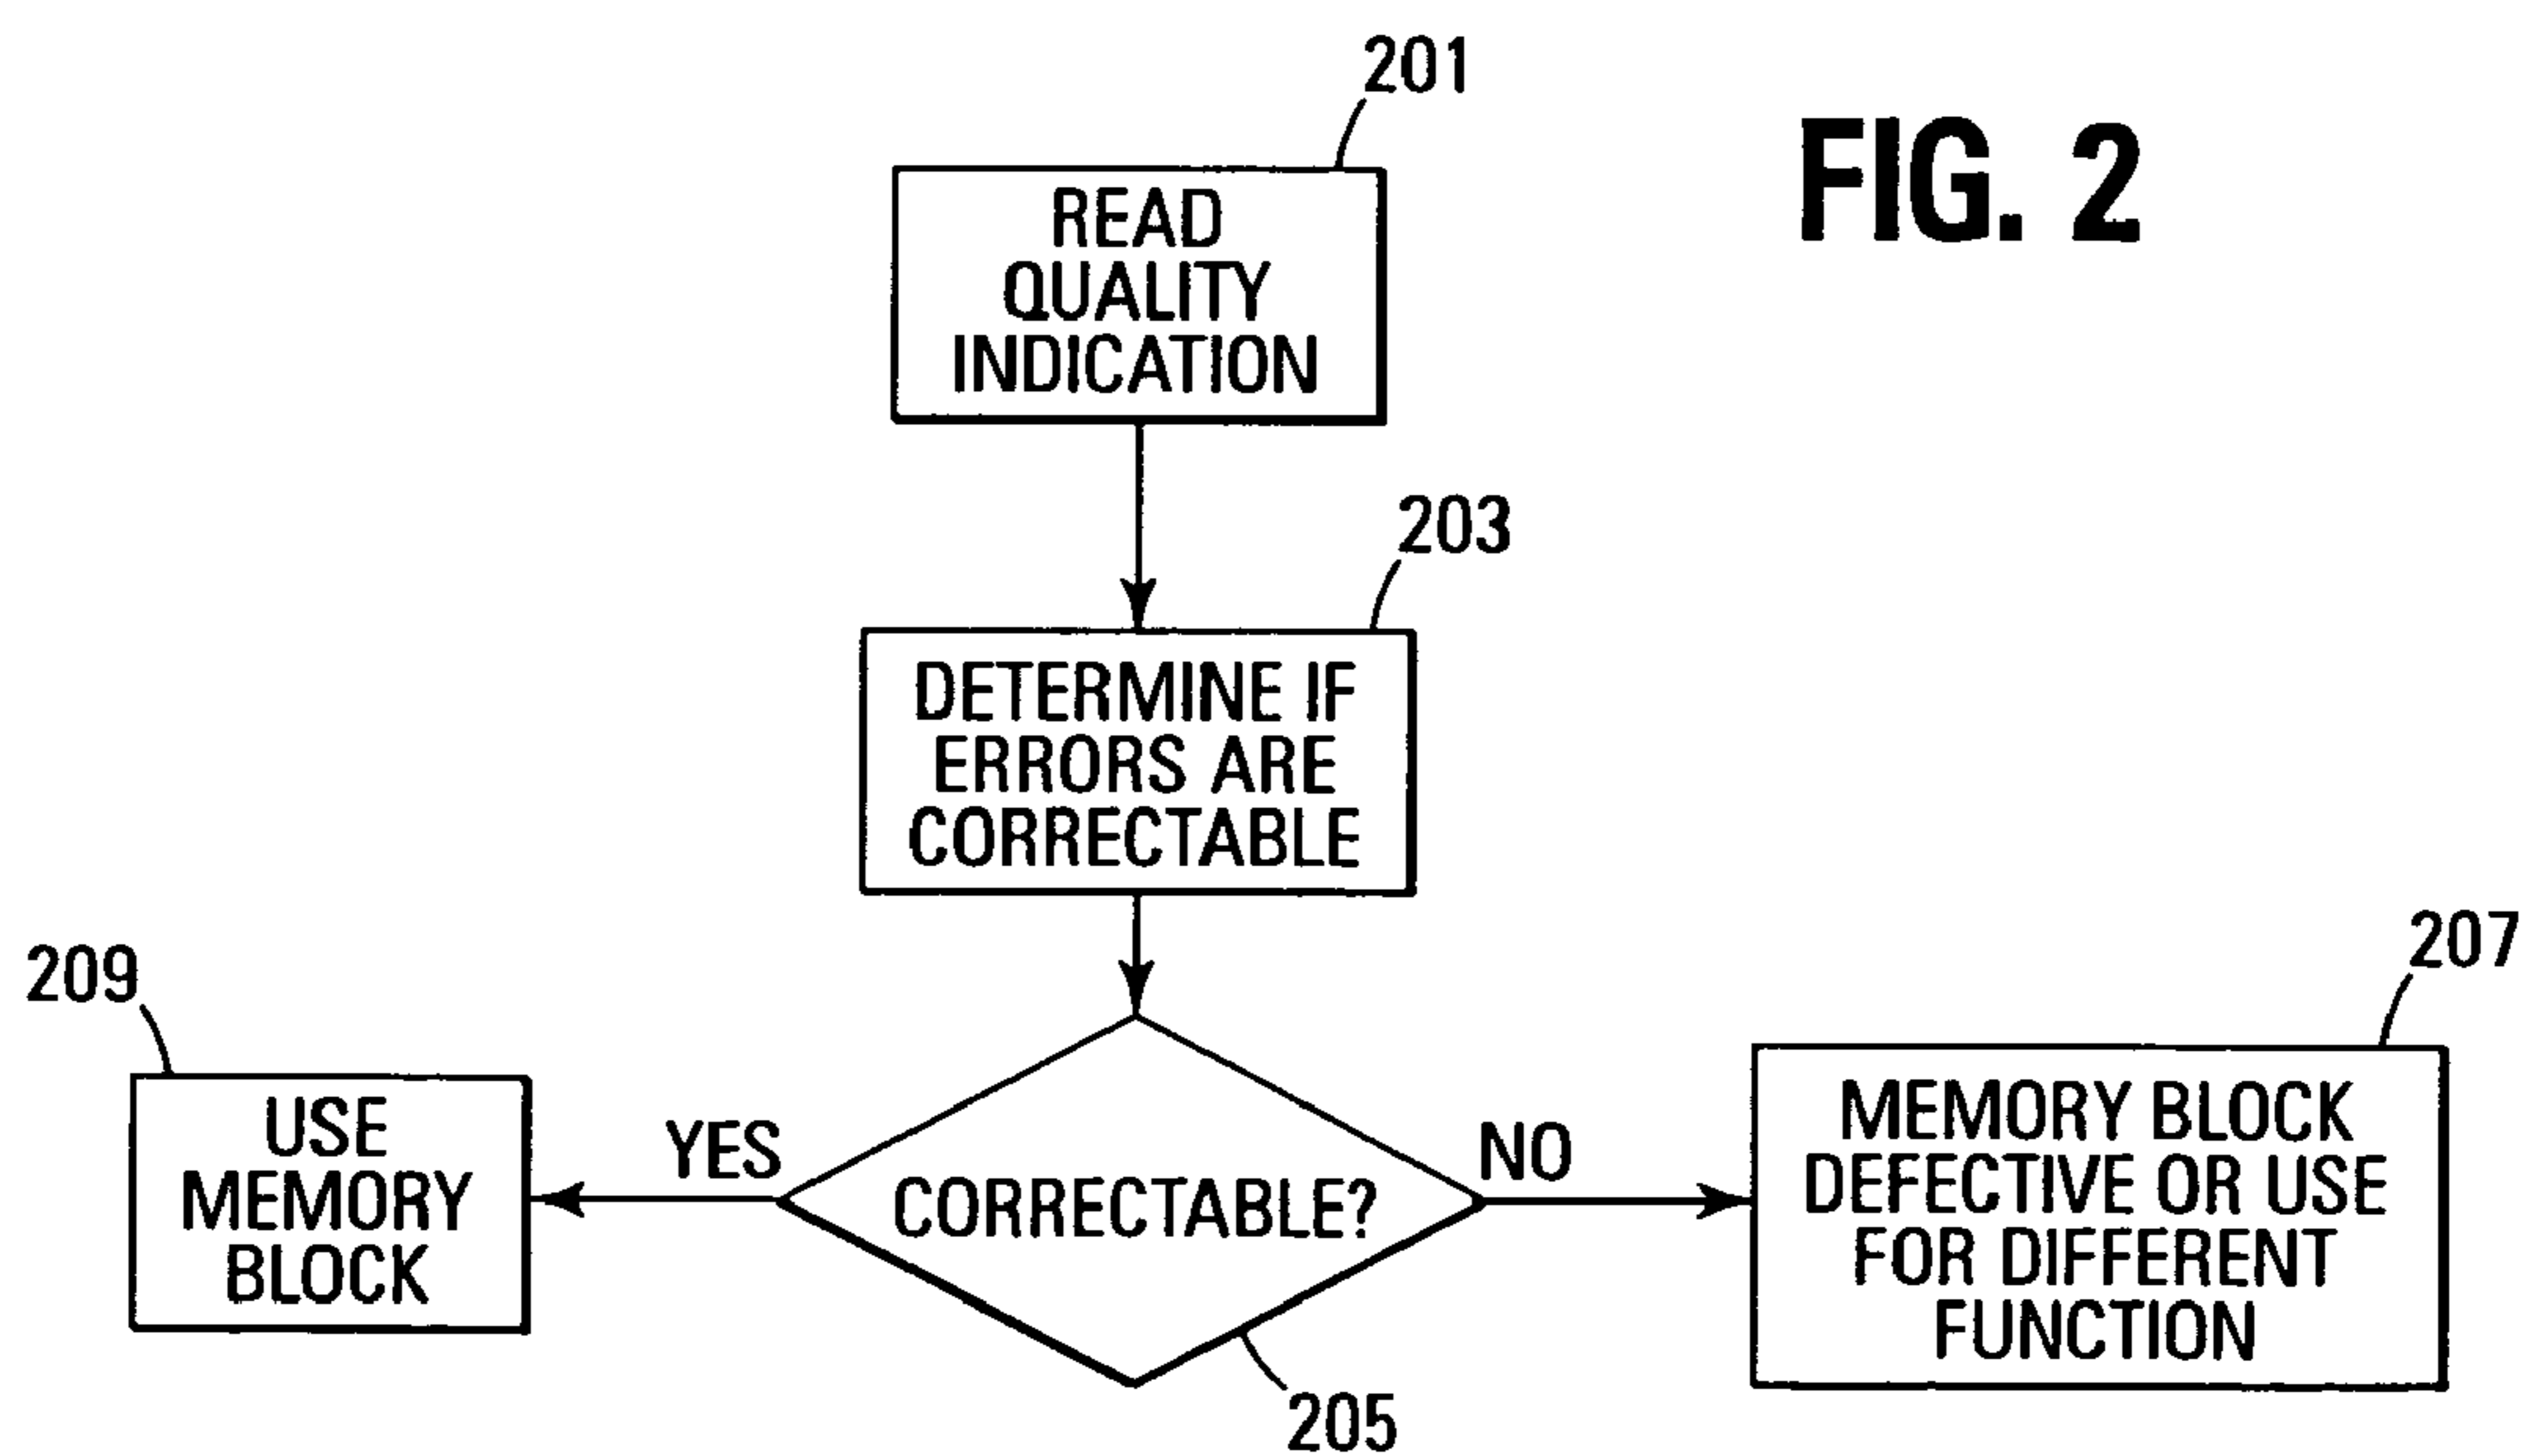 201
FIG. 2
READ
QUALITY
INDICATION
203
DETERMINE IF
ERRORS ARE
CORRECTABLE
209
207
USE
MEMORY
BLOCK
YES
CORRECTABLE?
NO
MEMORY BLOCK
DEFECTIVE OR USE
FOR DIFFERENT
FUNCTION
205